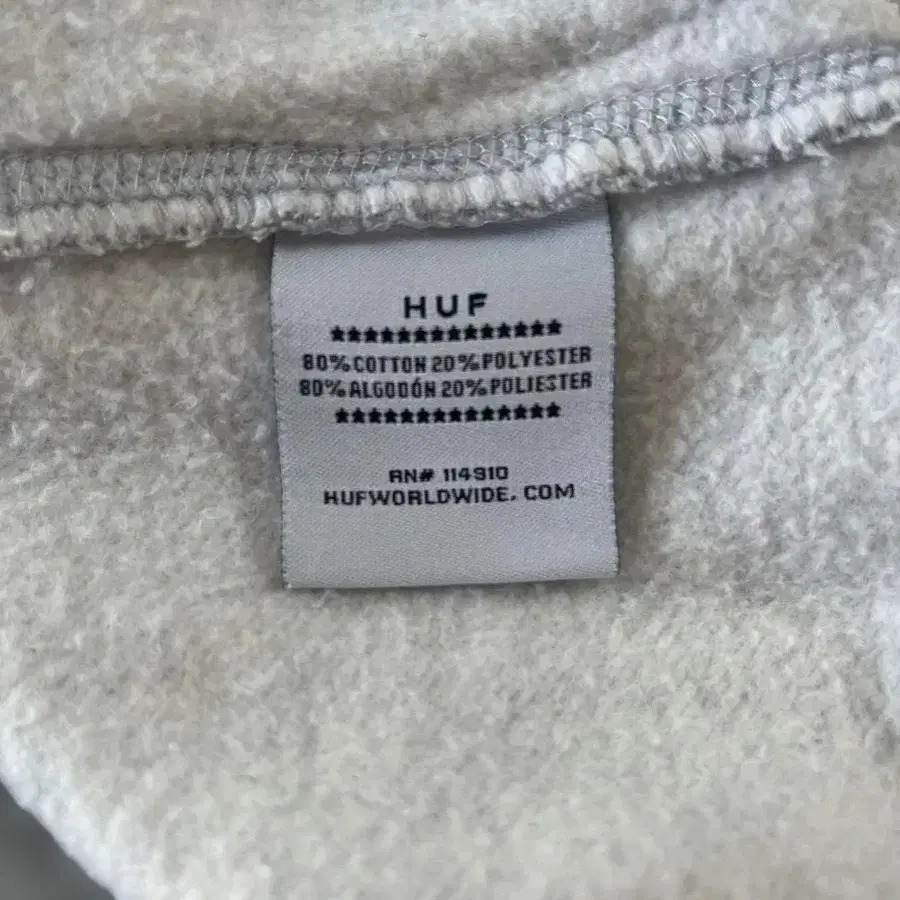 HUF
★★★★★★★★★★★★★★
80% COTTON 20% POLYESTER
80% ALGODÓN 20% POLIESTER
★★★★★★★★★★★★★★
RN# 114910
HUFWORLDWIDE.COM